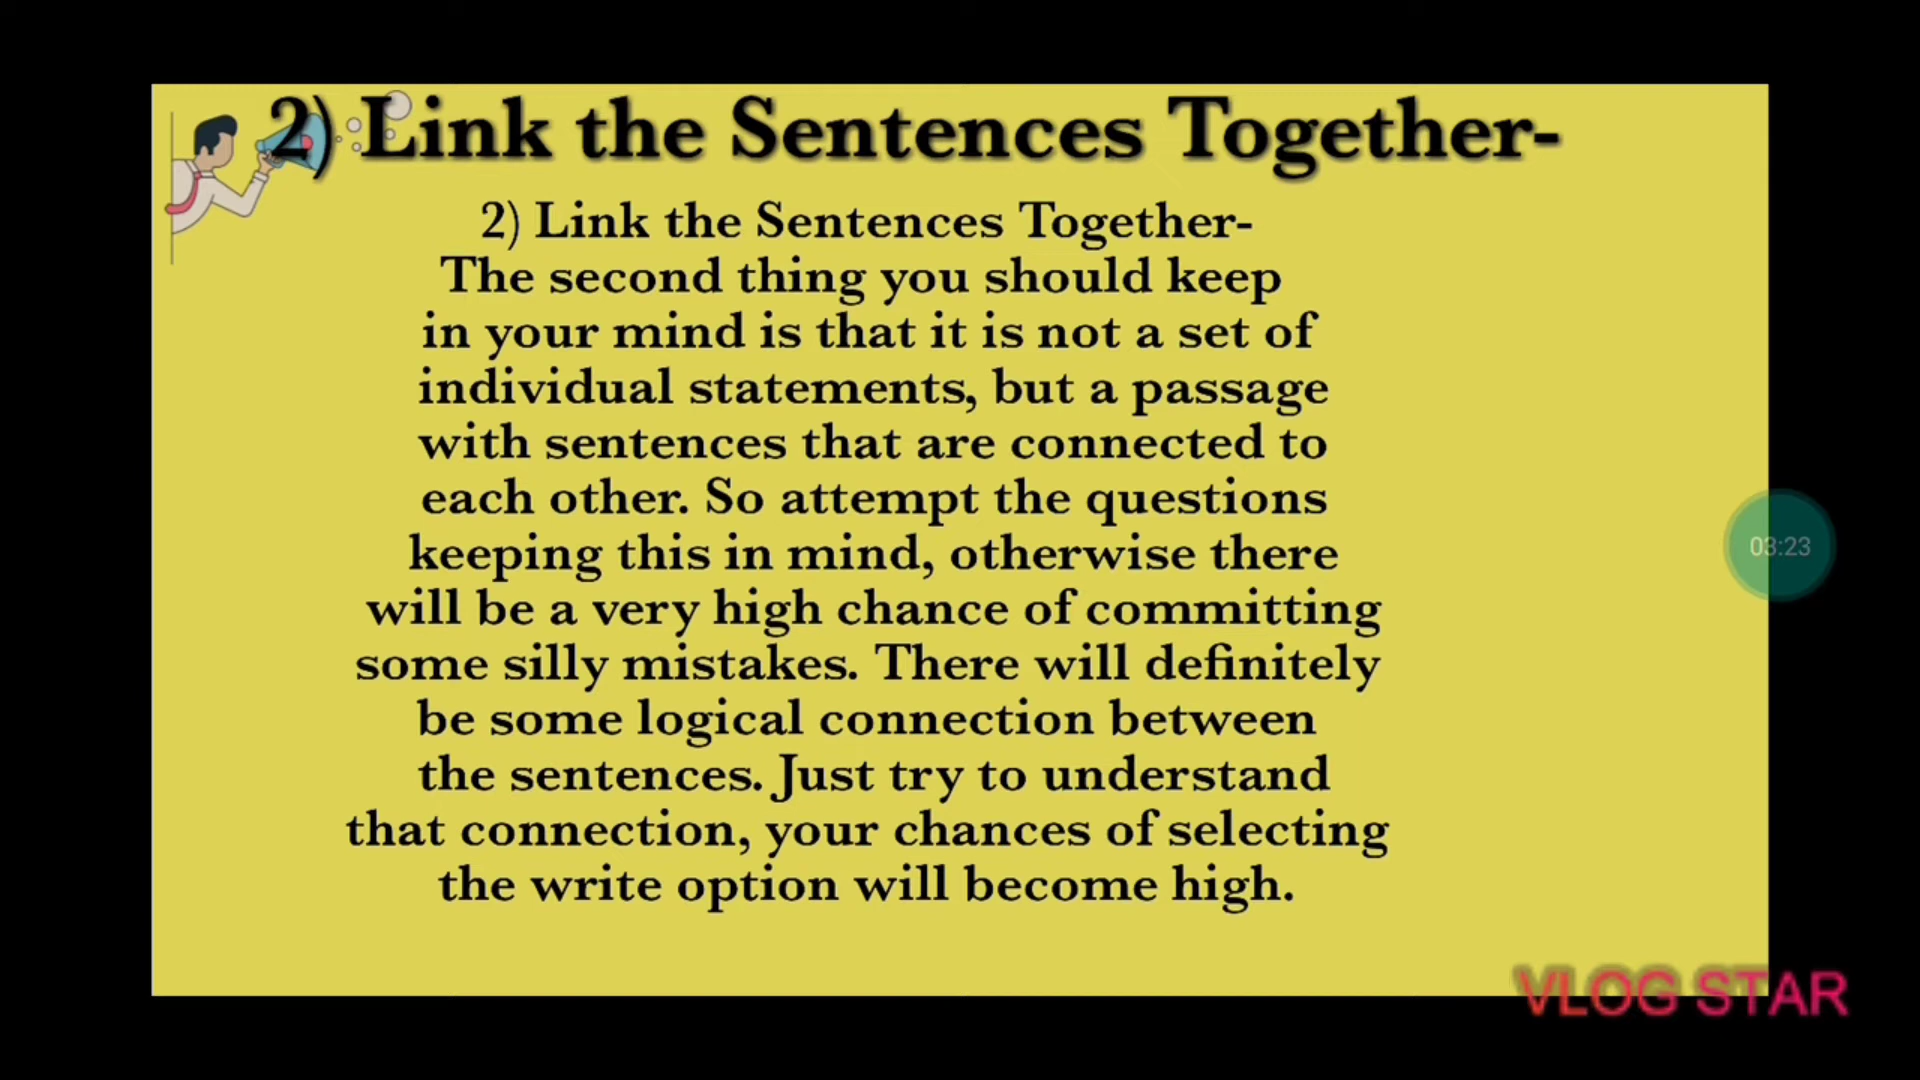 2) Link the Sentences Together-
2) Link the Sentences Together-
The second thing you should keep
in your mind is that it is not a set of
individual statements, but a passage
with sentences that are connected to
each other. So attempt the questions
keeping this in mind, otherwise there
will be a very high chance of committing
some silly mistakes. There will definitely
be some logical connection between
the sentences. Just try to understand
that connection, your chances of selecting
the write option will become high.
03:23
VLOG STAR